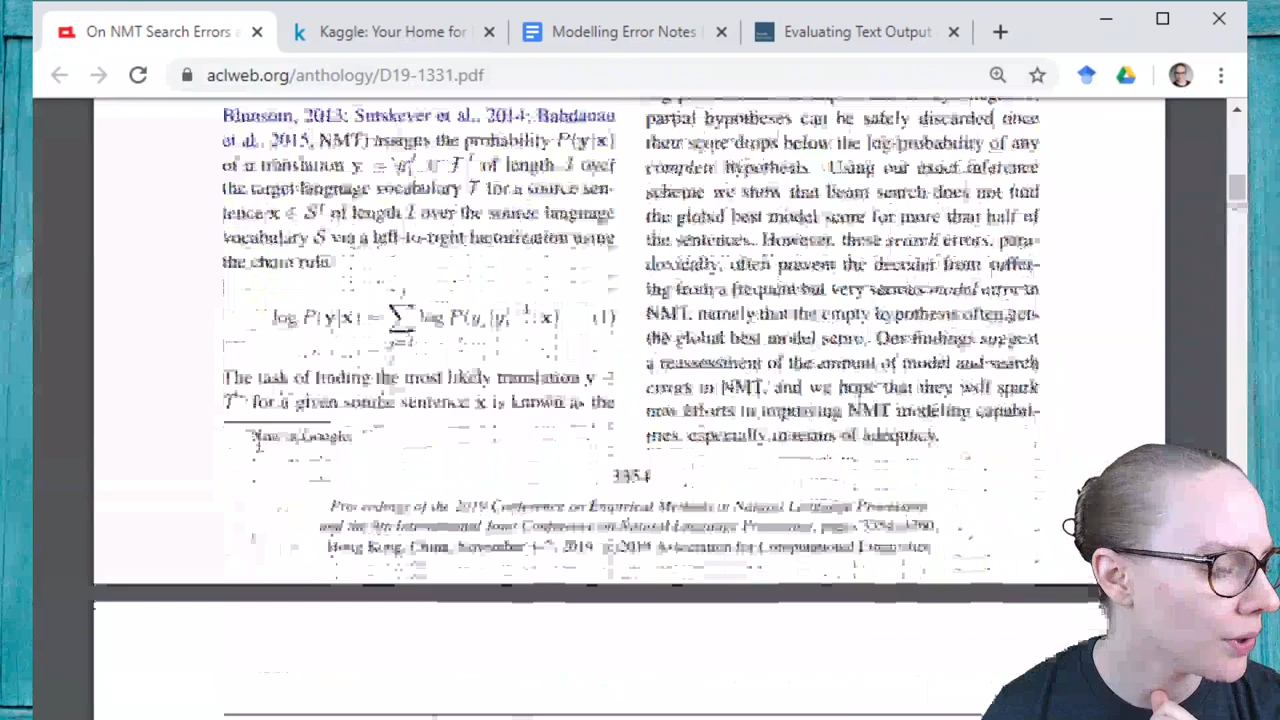 On NMT Search Errors a
Kaggle: Your Home for
Modelling Error Notes
Evaluating Text Output
aclweb.org/anthology/D19-1331.pdf
Blunsom, 2013; Sutskever et al., 2014; Bahdanau
et al., 2015, NMT) assigns the probability P(y|x)
of a translation y = of length J over
the target language vocabulary T for a source sen-
tence x ∈ S^I of length I over the source language
vocabulary S via a left-to-right factorization using
the chain rule:
log P(y|x) = ∑ log P(y_j|y_1^{j-1}, x) (1)
The task of finding the most likely translation y
for a given source sentence x is known as the
Now at Google.
partial hypotheses can be safely discarded once
their score drops below the log-probability of any
complete hypothesis. Using our exact inference
scheme we show that beam search does not find
the global best model score for more than half of
the sentences. However, these search errors, para-
doxically, often prevent the decoder from suffer-
ing from a frequent but very serious model error in
NMT, namely that the empty hypothesis often gets
the global best model score. Our findings suggest
a reassessment of the amount of model and search
errors in NMT, and we hope that they will spark
new efforts in improving NMT modeling capabil-
ities, especially in terms of adequacy.
3354
Proceedings of the 2019 Conference on Empirical Methods in Natural Language Processing
and the 9th International Joint Conference on Natural Language Processing, pages
Hong Kong, China, November 2019. ©2019 Association for Computational Linguistics